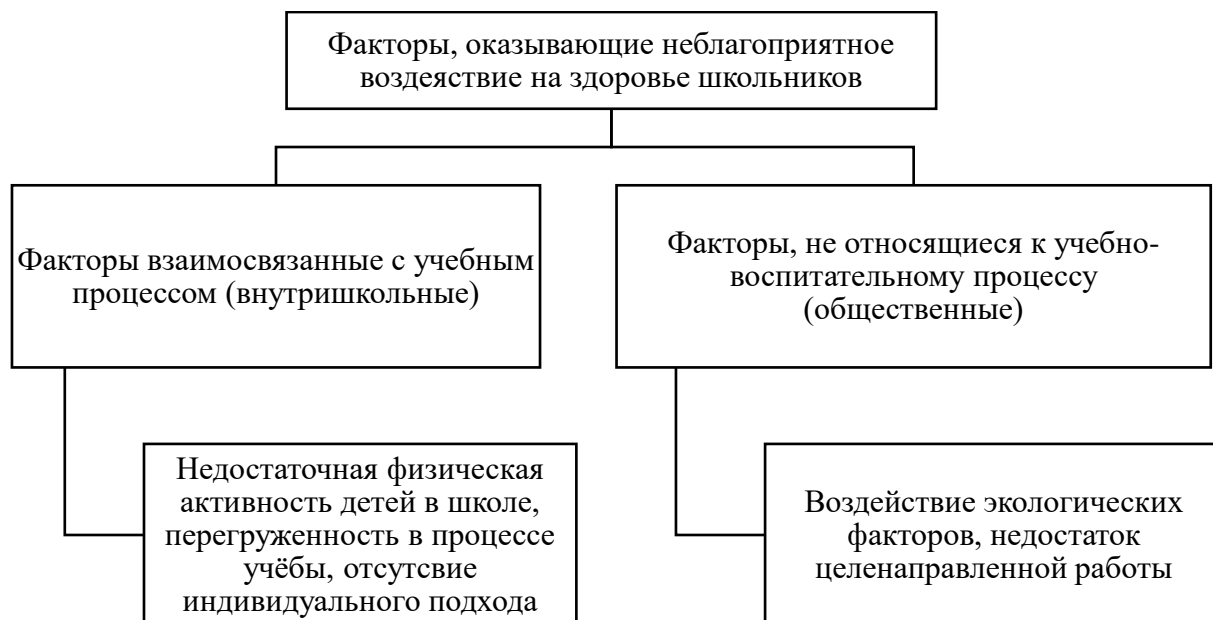 Факторы, оказывающие неблагоприятное
воздеяствие на здоровье школьников
Факторы взаимосвязанные с учебным
процессом (внутришкольные)
Факторы, не относящиеся к учебно-
воспитательному процессу
(общественные)
Недостаточная физическая
активность детей в школе,
перегруженность в процессе
учёбы, отсутсвие
индивидуального подхода
Воздействие экологических
факторов, недостаток
целенаправленной работы